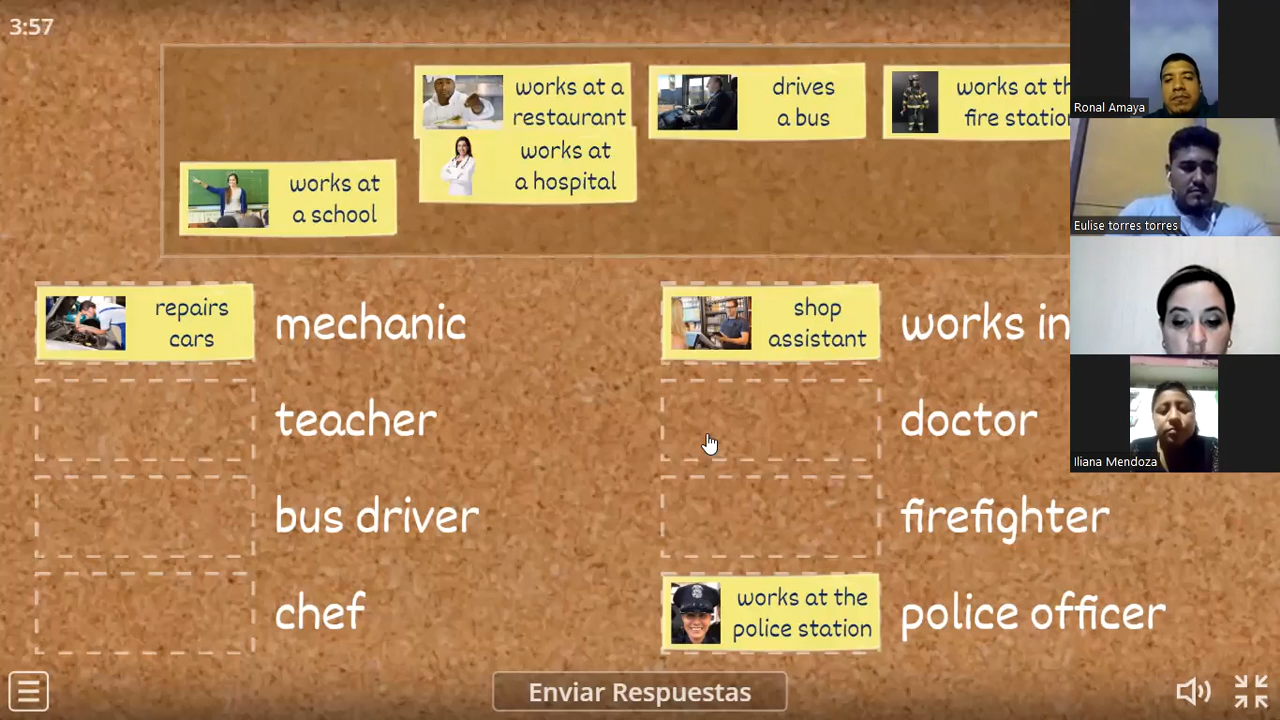 3:57
works at a
restaurant
drives
a bus
works at th
fire station
works at
a hospital
works at
a school
repairs
cars
mechanic
shop
assistant
works in
teacher
doctor
bus driver
firefighter
chef
works at the
police station
police officer
Enviar Respuestas
Ronal Amaya
Eulise torres torres
Iliana Mendoza